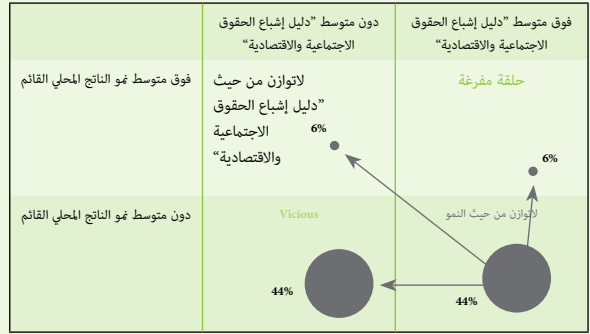 فوق متوسط ”دليل إشباع الحقوق
الاجتماعية والاقتصادية“
دون متوسط ”دليل إشباع الحقوق
الاجتماعية والاقتصادية“
فوق متوسط نمو الناتج المحلي القائم
لاتوازن من حيث
”دليل إشباع الحقوق
الاجتماعية
والاقتصادية“
6%
حلقة مفرغة
6%
دون متوسط نمو الناتج المحلي القائم
Vicious
44%
لاتوازن من حيث النمو
44%